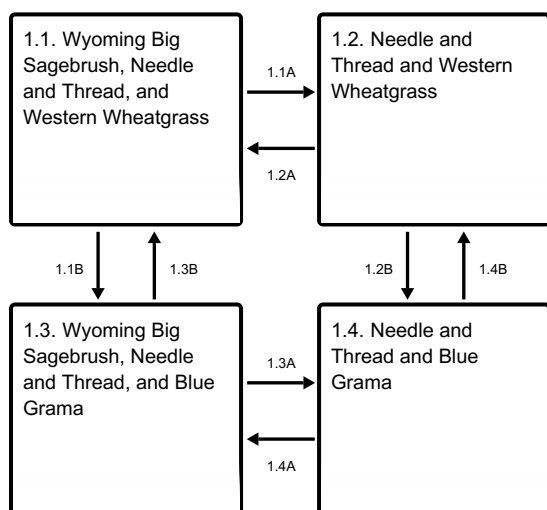 1.1. Wyoming Big
Sagebrush, Needle
and Thread, and
Western Wheatgrass
1.1A
1.2A
1.2. Needle and
Thread and Western
Wheatgrass
1.1B
1.3B
1.2B
1.4B
1.3. Wyoming Big
Sagebrush, Needle
and Thread, and Blue
Grama
1.3A
1.4A
1.4. Needle and
Thread and Blue
Grama